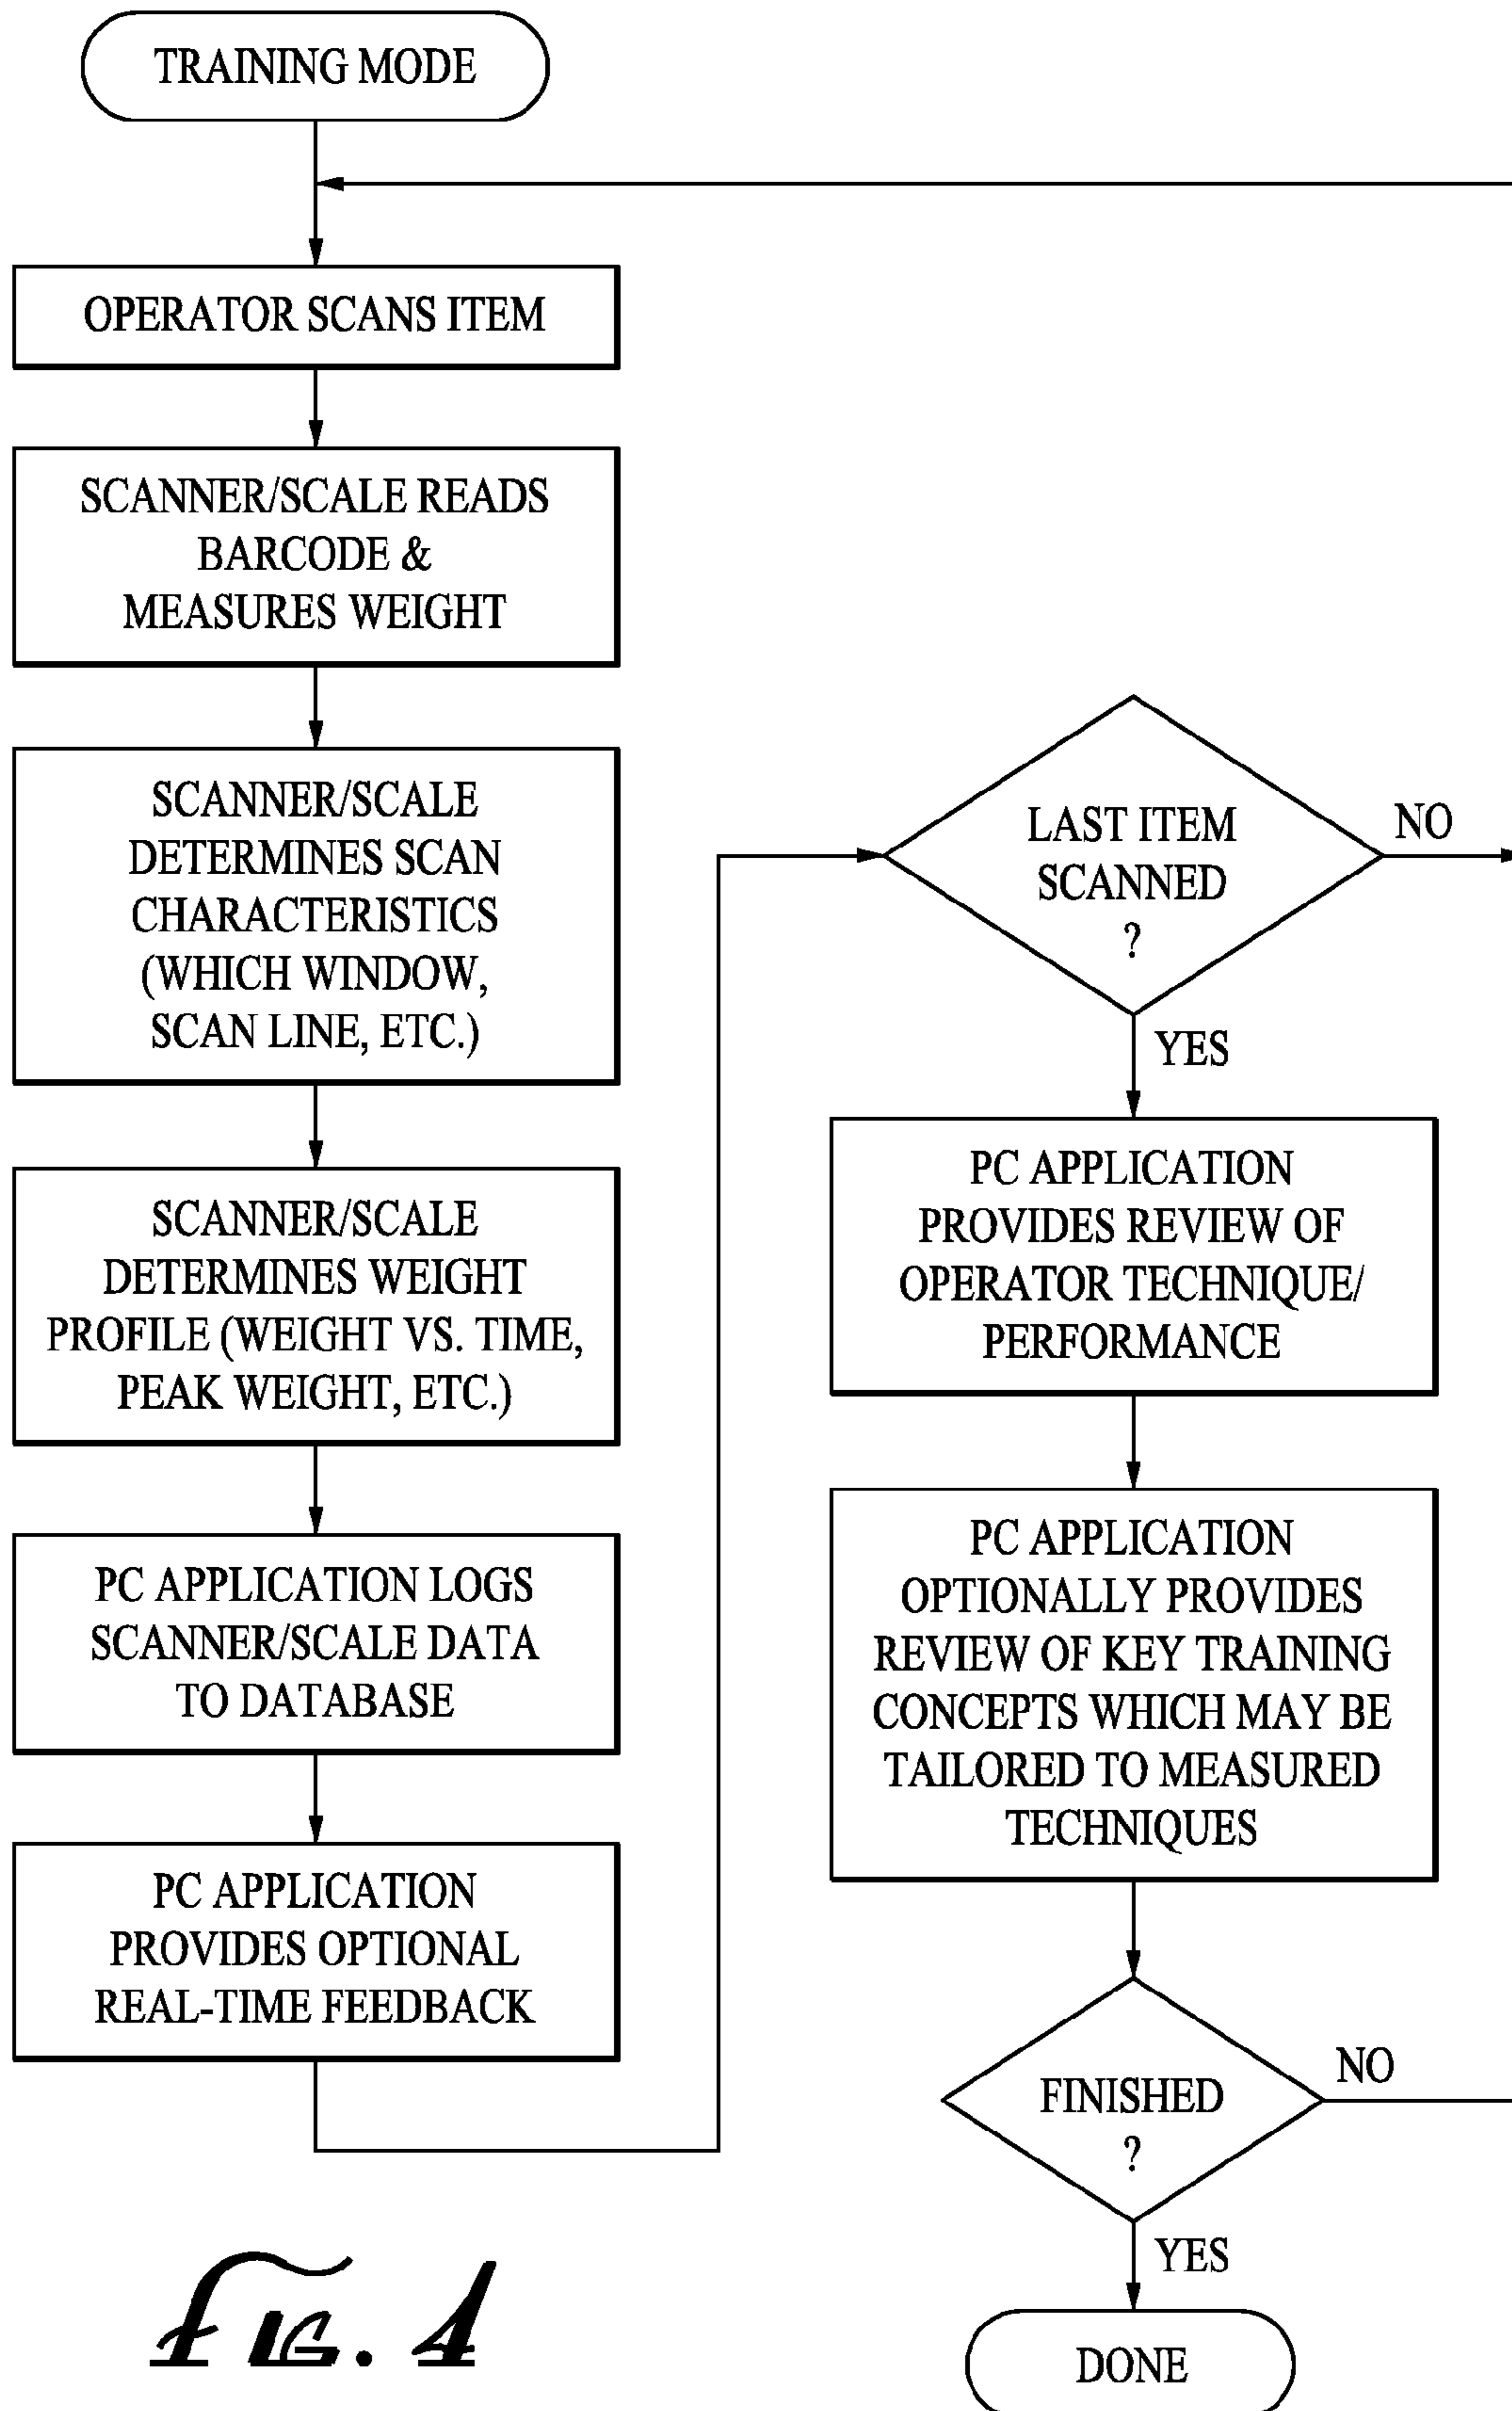 TRAINING MODE
OPERATOR SCANS ITEM
SCANNER/SCALE READS
BARCODE &
MEASURES WEIGHT
SCANNER/SCALE
DETERMINES SCAN
CHARACTERISTICS
(WHICH WINDOW,
SCAN LINE, ETC.)
SCANNER/SCALE
DETERMINES WEIGHT
PROFILE (WEIGHT VS. TIME,
PEAK WEIGHT, ETC.)
PC APPLICATION LOGS
SCANNER/SCALE DATA
TO DATABASE
PC APPLICATION
PROVIDES OPTIONAL
REAL-TIME FEEDBACK
LAST ITEM
SCANNED
?
NO
YES
PC APPLICATION
PROVIDES REVIEW OF
OPERATOR TECHNIQUE/
PERFORMANCE
PC APPLICATION
OPTIONALLY PROVIDES
REVIEW OF KEY TRAINING
CONCEPTS WHICH MAY BE
TAILORED TO MEASURED
TECHNIQUES
FINISHED
?
NO
YES
DONE
FIG. 4